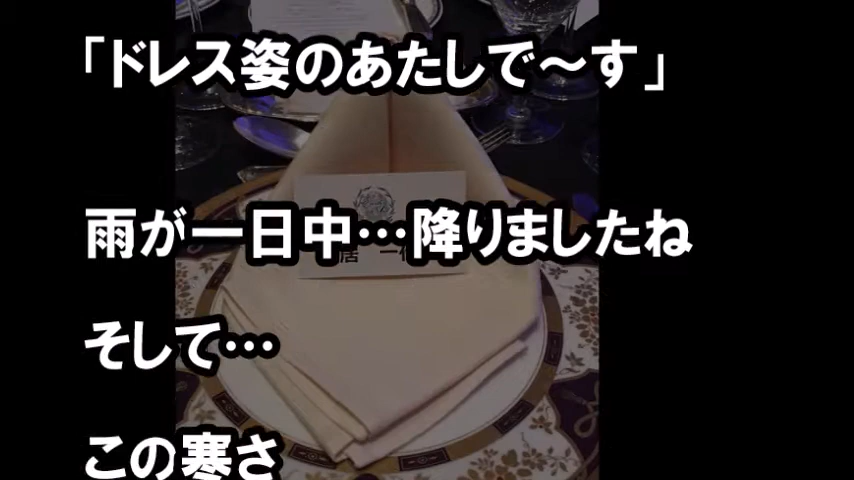 「ドレス姿のあたしで～す」
雨が一日中…降りましたね
そして…
この寒さ